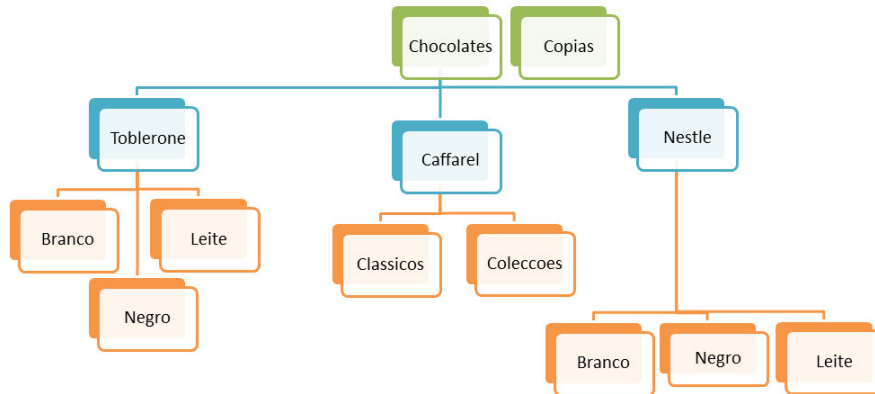 Chocolates
Copias
Toblerone
Caffarel
Nestle
Branco
Leite
Negro
Classicos
Coleccoes
Branco
Negro
Leite